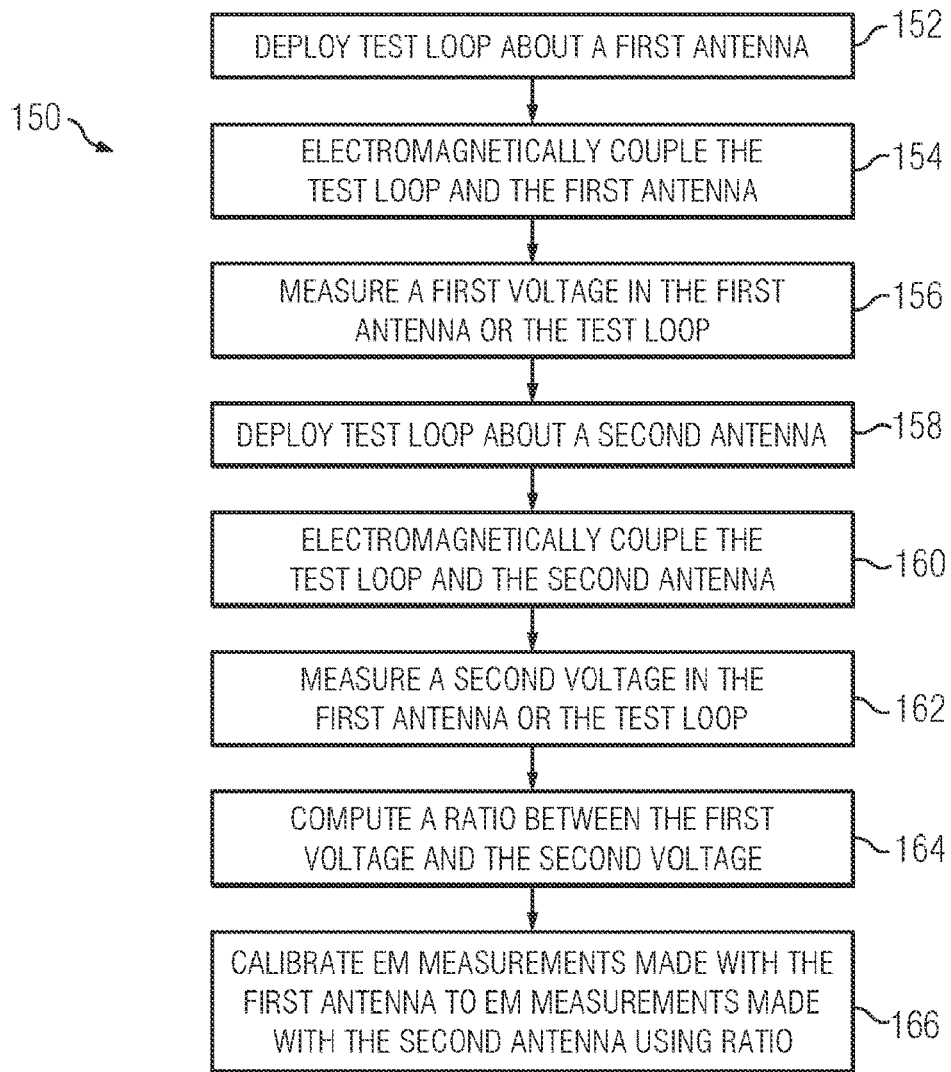 DEPLOY TEST LOOP ABOUT A FIRST ANTENNA
152
150
ELECTROMAGNETICALLY COUPLE THE
TEST LOOP AND THE FIRST ANTENNA
154
MEASURE A FIRST VOLTAGE IN THE FIRST
ANTENNA OR THE TEST LOOP
156
DEPLOY TEST LOOP ABOUT A SECOND ANTENNA
158
ELECTROMAGNETICALLY COUPLE THE
TEST LOOP AND THE SECOND ANTENNA
160
MEASURE A SECOND VOLTAGE IN THE
FIRST ANTENNA OR THE TEST LOOP
162
COMPUTE A RATIO BETWEEN THE FIRST
VOLTAGE AND THE SECOND VOLTAGE
164
CALIBRATE EM MEASUREMENTS MADE WITH THE
FIRST ANTENNA TO EM MEASUREMENTS MADE
WITH THE SECOND ANTENNA USING RATIO
166